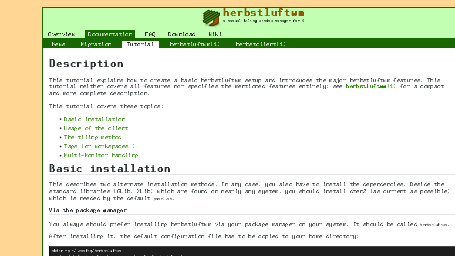 herbstluftwm
a manual tiling window manager for X
Overview Documentation FAQ Download Wiki
News Migration Tutorial herbstluftwm(1) herbstclient(1)
Description
This tutorial explains how to create a basic herbstluftwm setup and introduces the major herbstluftwm features. This
tutorial neither covers all features nor specifies the mentioned features entirely; see herbstluftwm(1) for a compact
and more complete description.
This tutorial covers these topics:
• Basic installation
• Usage of the client
• The tiling method
• Tags (or workspaces )
• Multi-Monitor handling
Basic installation
This describes two alternate installation methods. In any case, you also have to install the dependencies. Beside the
standard libraries (GLib, Xlib) which are found on nearly any system, you should install dzen2 (as current as possible)
which is needed by the default
Via the package manager
You always should prefer installing herbstluftwm via your package manager on your system. It should be called herbstluftwm.
After installing it, the default configuration file has to be copied to your home directory:
mkdir -p ~/.config/herbstluftwm